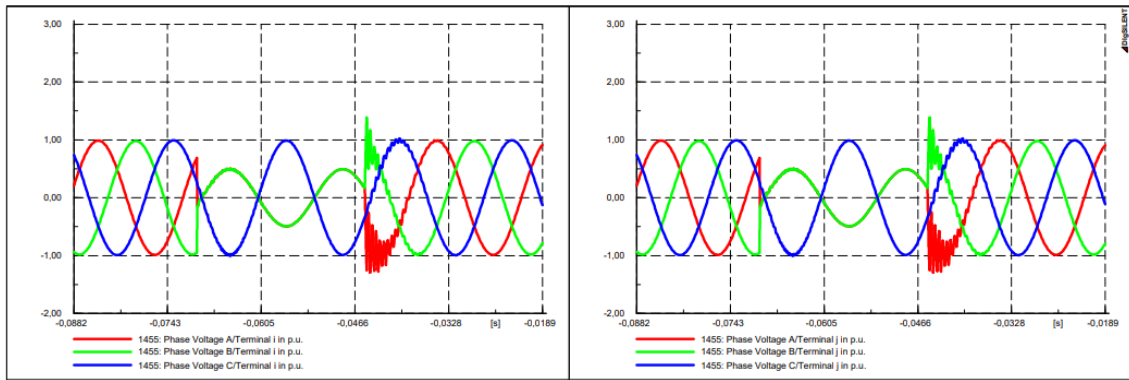 3,00
2,00
1,00
0,00
-1,00
-2,00
-0,0882 -0,0743 -0,0605 -0,0466 -0,0328 [s] -0,0189
1455: Phase Voltage A/Terminal i in p.u.
1455: Phase Voltage B/Terminal i in p.u.
1455: Phase Voltage C/Terminal i in p.u.
3,00
2,00
1,00
0,00
-1,00
-2,00
-0,0882 -0,0743 -0,0605 -0,0466 -0,0328 [s] -0,0189
1455: Phase Voltage A/Terminal j in p.u.
1455: Phase Voltage B/Terminal j in p.u.
1455: Phase Voltage C/Terminal j in p.u.
DIgSILENT